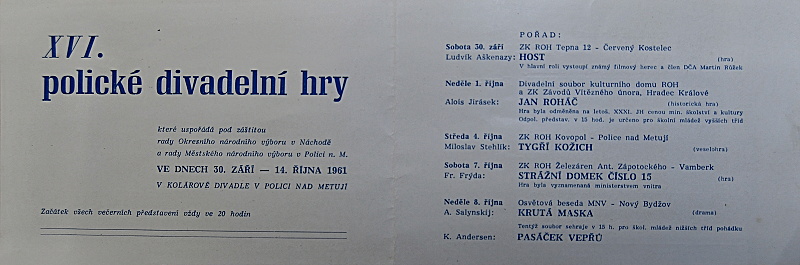 XVI.
polické divadelní hry
které uspořádá pod záštitou
rady Okresního národního výboru v Náchodě
a rady Městského národního výboru v Polici n. M.
VE DNECH 30. ZÁŘÍ — 14. ŘÍJNA 1961
V KOLÁROVĚ DIVADLE V POLICI NAD METUJÍ
Začátek všech večerních představení vždy ve 20 hodin
POŘAD:
Sobota 30. září ZK ROH Tepna 12 - Červený Kostelec
Ludvík Aškenazy: HOST (hra)
V hlavní roli vystoupí známý filmový herec a člen DČA Martin Růžek
Neděle 1. října Divadelní soubor kulturního domu ROH
a ZK Závodů Vítězného února, Hradec Králové
Alois Jirásek: JAN ROHÁČ (historická hra)
Hra byla odměněna na letoš. XXXI. JH cenou min. školství a kultury
Odpol. představ. v 15 hod. je určeno pro školní mládež vyšších tříd
Středa 4. října ZK ROH Kovopol - Police nad Metují
Miloslav Stehlík: TYGŘÍ KOŽICH (veselohra)
Sobota 7. října ZK ROH Železáren Ant. Zápotockého - Vamberk
Fr. Frýda: STRÁŽNÍ DOMEK ČÍSLO 15 (hra)
Hra byla vyznamenaná ministerstvem vnitra
Neděle 8. října Osvětová beseda MNV - Nový Bydžov
A. Salynskij: KRUTÁ MASKA (drama)
Tentýž soubor sehraje v 15 h. pro škol. mládež nižších tříd pohádku
K. Andersen: PASÁČEK VEPŘŮ